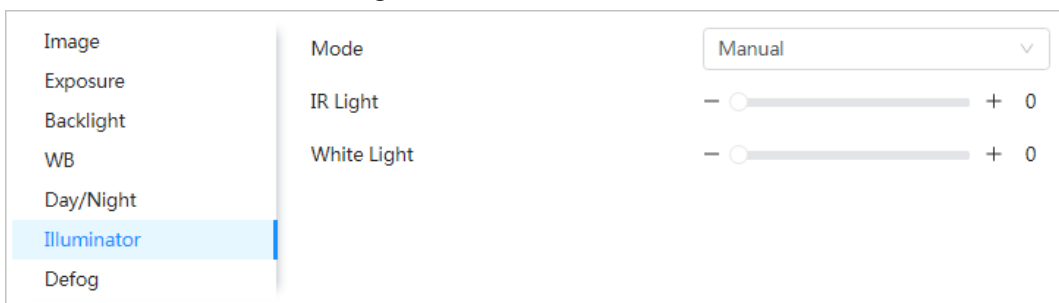 Image
Exposure
Backlight
WB
Day/Night
Illuminator
Defog
Mode Manual
IR Light − + 0
White Light − + 0